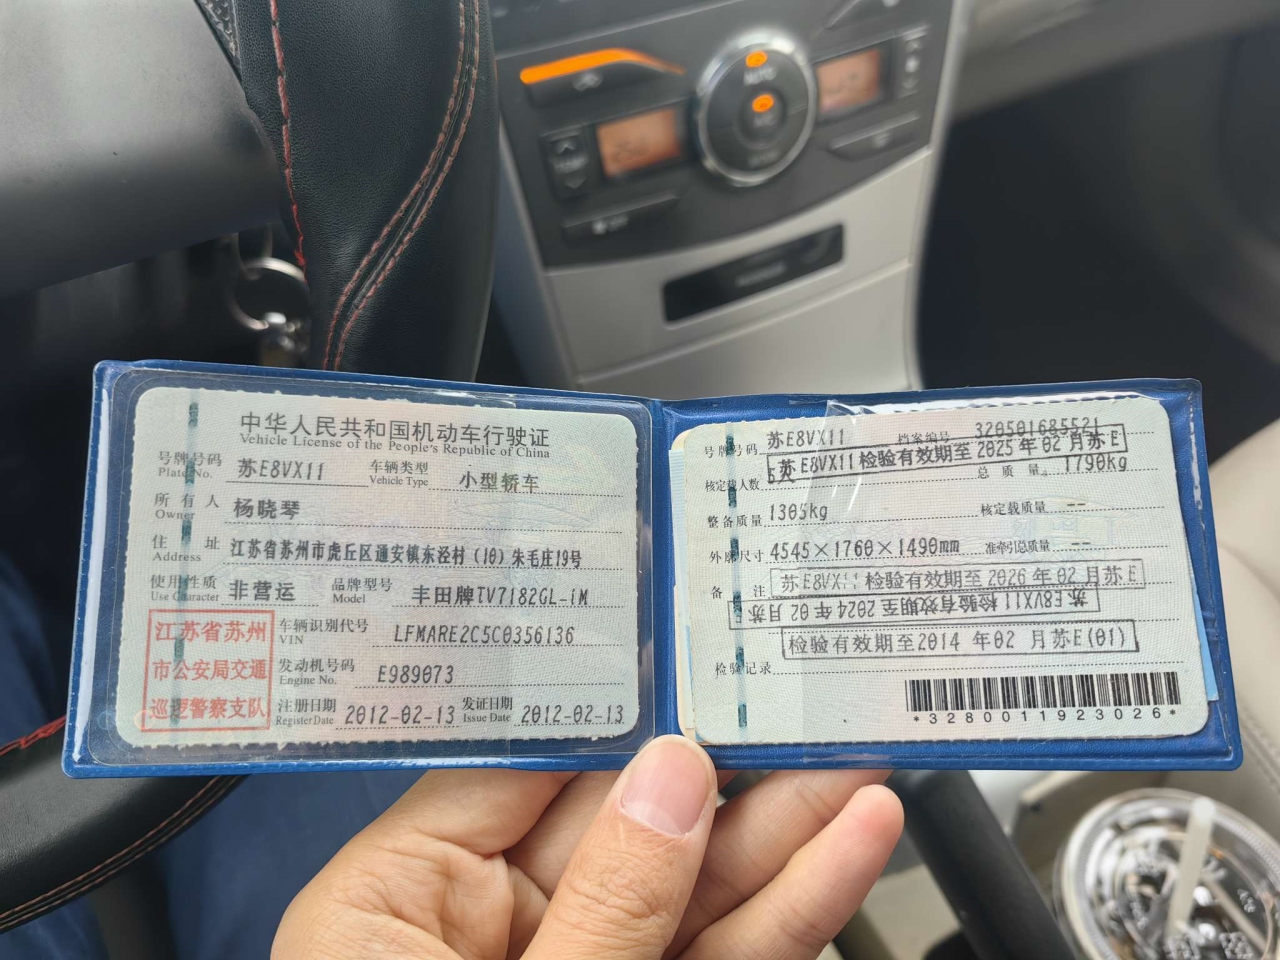 中华人民共和国机动车行驶证
Vehicle License of the People's Republic of China
号牌号码 苏E8VX11 车辆类型 小型轿车
Plate No. Vehicle Type
所有人 杨晓琴
Owner
住址 江苏省苏州市虎丘区通安镇东泾村(10)朱毛庄19号
Address
使用性质 非营运 品牌型号 丰田牌TV7182GL-iM
Use Character Model
江苏省苏州
市公安局交通
巡逻警察支队
车辆识别代号 LFMARE2C5C0356136
VIN
发动机号码 E989073
Engine No.
注册日期 2012-02-13 发证日期 2012-02-13
Register Date Issue Date
号牌号码 苏E8VX11 档案编号 320501685521
苏E8VX11检验有效期至2025年02月苏E
核定载人数 5人 总质量 1790kg
整备质量 1305kg 核定载质量 --
外廓尺寸 4545×1760×1490mm 准牵引总质量 --
备注 苏E8VX11检验有效期至2026年02月苏E
苏E8VX11检验有效期至2024年02月苏E
检验有效期至2014年02月苏E(01)
检验记录
*3280011923026*
AUTO